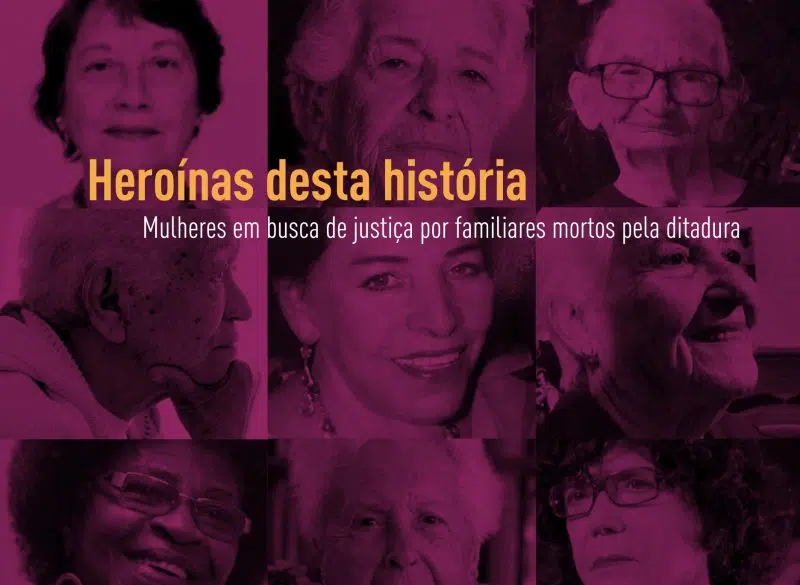 Heroínas desta história
Mulheres em busca de justiça por familiares mortos pela ditadura